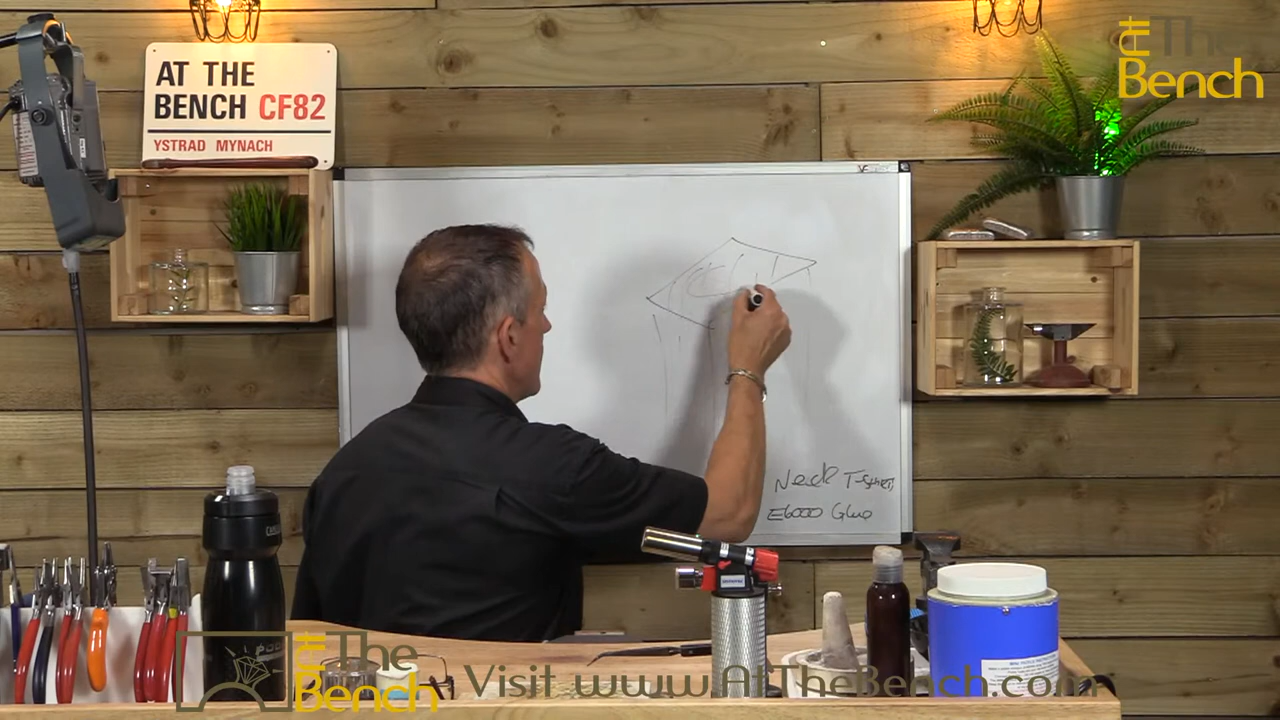 AT THE
BENCH CF82
YSTRAD MYNACH
At The
Bench
Neck T-SHIRT
E6000 Glue
At The
Bench
Visit www.AtTheBench.com